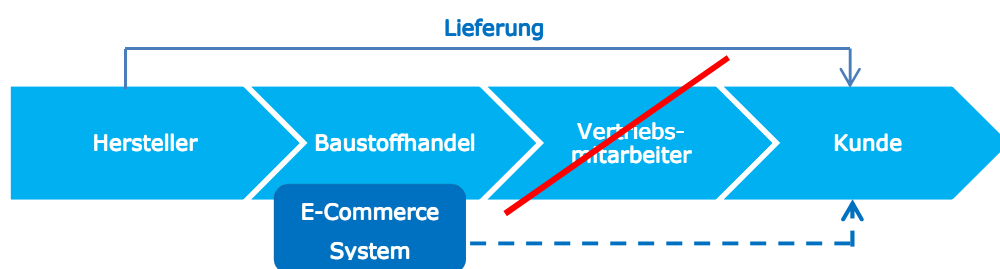 Lieferung
Hersteller
Baustoffhandel
Vertriebs-
mitarbeiter
Kunde
E-Commerce
System